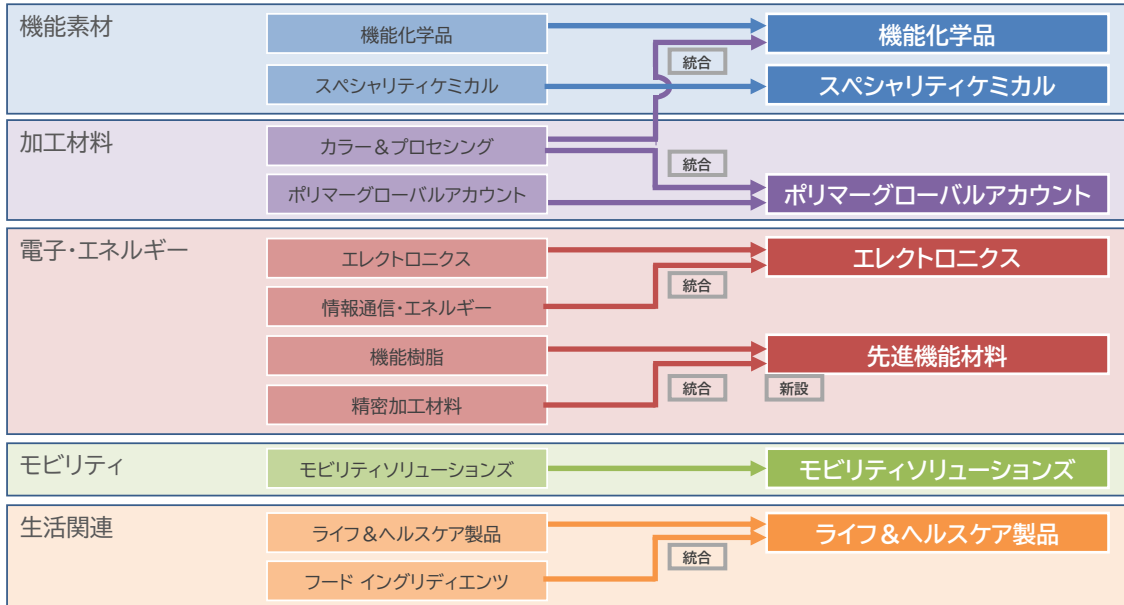 機能素材
機能化学品
機能化学品
統合
スペシャリティケミカル
スペシャリティケミカル
加工材料
カラー&プロセシング
統合
ポリマーグローバルアカウント
ポリマーグローバルアカウント
電子・エネルギー
エレクトロニクス
エレクトロニクス
統合
情報通信・エネルギー
機能樹脂
先進機能材料
統合
新設
精密加工材料
モビリティ
モビリティソリューションズ
モビリティソリューションズ
生活関連
ライフ&ヘルスケア製品
ライフ&ヘルスケア製品
統合
フード イングリディエンツ